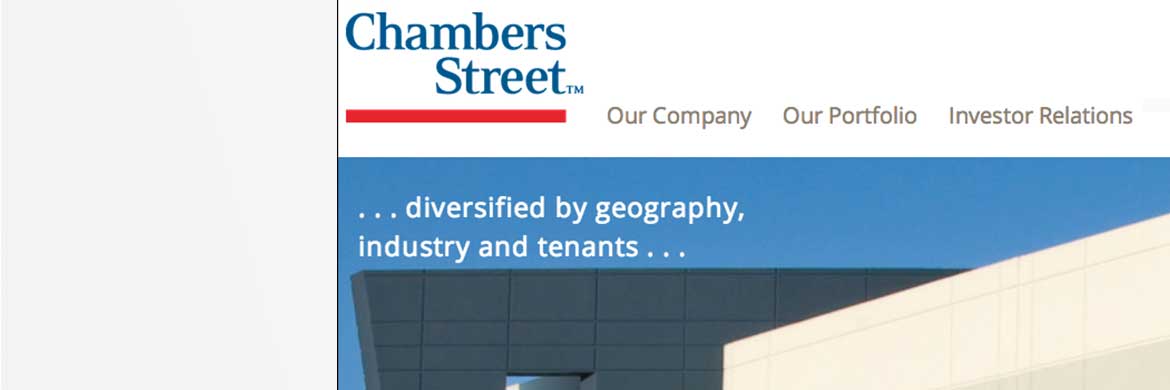 Chambers
Street™
Our Company Our Portfolio Investor Relations
. . . diversified by geography,
industry and tenants . . .